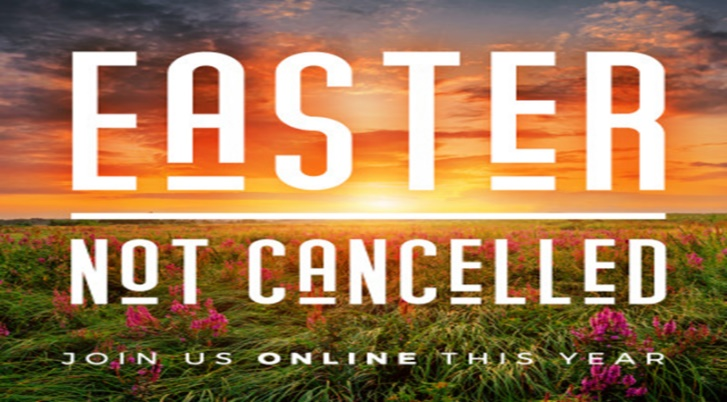 EASTER
NOT CANCELLED
JOIN US ONLINE THIS YEAR